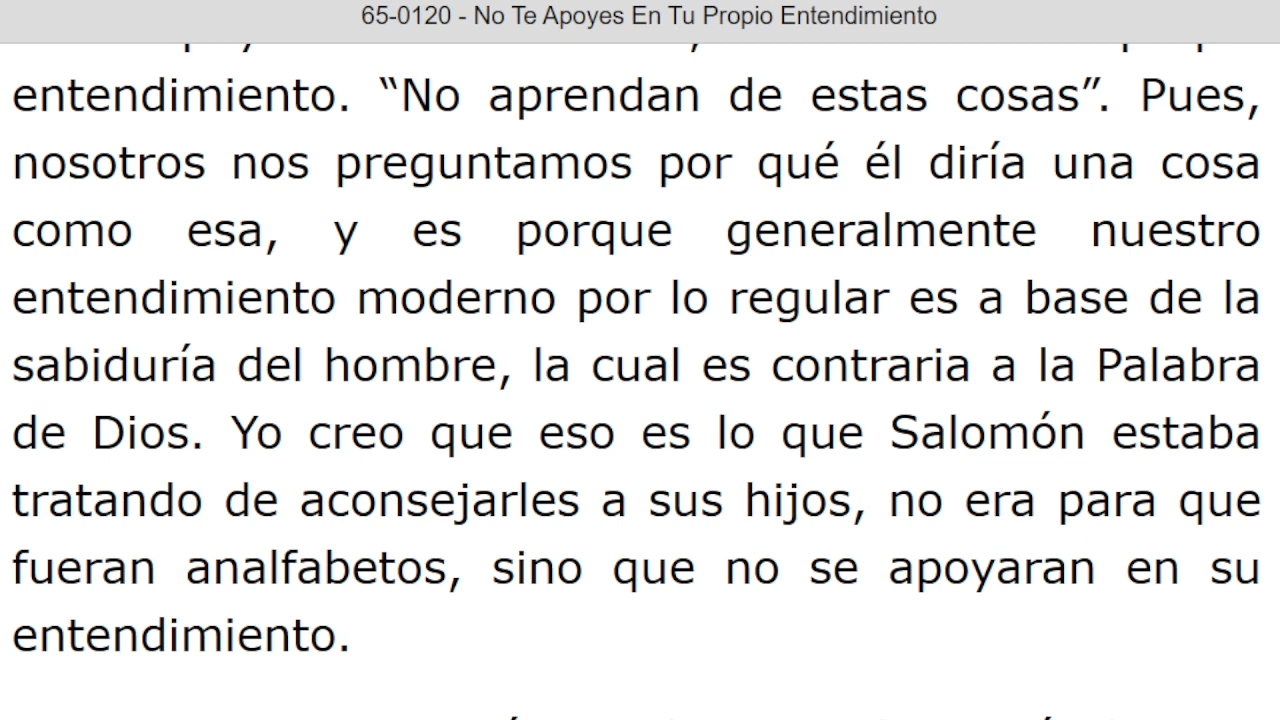 65-0120 - No Te Apoyes En Tu Propio Entendimiento
entendimiento. “No aprendan de estas cosas”. Pues,
nosotros nos preguntamos por qué él diría una cosa
como esa, y es porque generalmente nuestro
entendimiento moderno por lo regular es a base de la
sabiduría del hombre, la cual es contraria a la Palabra
de Dios. Yo creo que eso es lo que Salomón estaba
tratando de aconsejarles a sus hijos, no era para que
fueran analfabetos, sino que no se apoyaran en su
entendimiento.